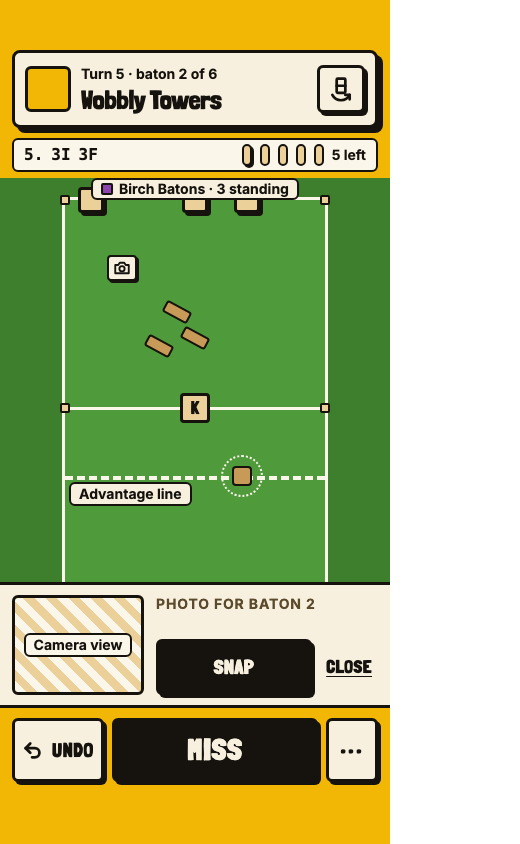 Turn 5 · baton 2 of 6
Wobbly Towers
5. 3I 3F
5 left
Birch Batons · 3 standing
K
Advantage line
PHOTO FOR BATON 2
Camera view
SNAP
CLOSE
UNDO
MISS